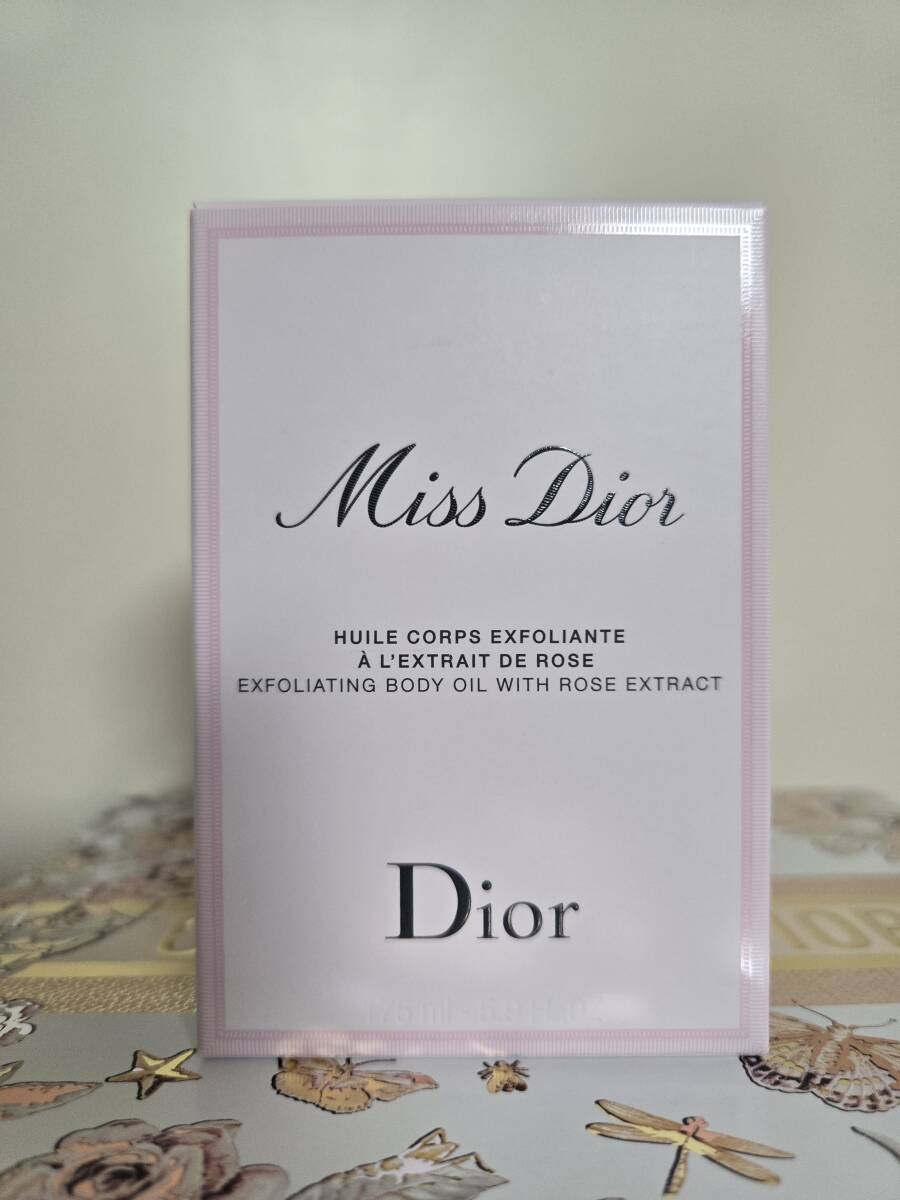 Miss Dior
HUILE CORPS EXFOLIANTE
À L'EXTRAIT DE ROSE
EXFOLIATING BODY OIL WITH ROSE EXTRACT
Dior